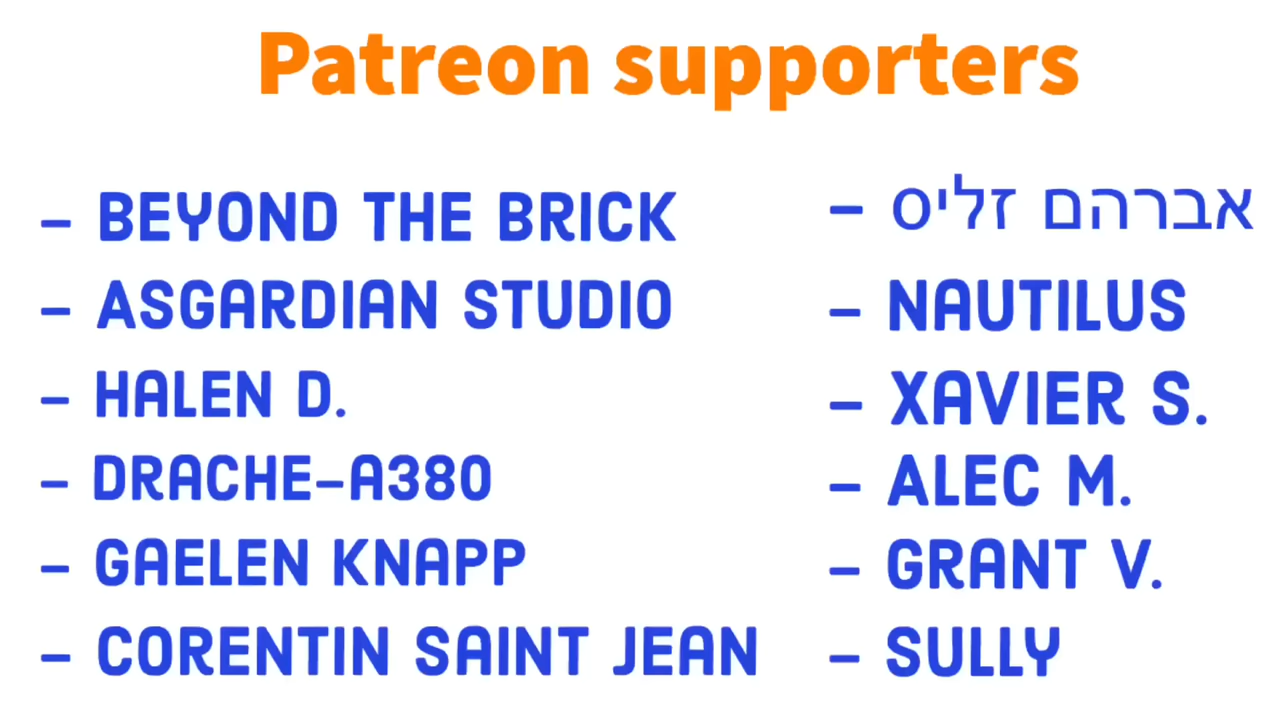 Patreon supporters
– BEYOND THE BRICK
– ASGARDIAN STUDIO
– HALEN D.
– DRACHE-A380
– GAELEN KNAPP
– CORENTIN SAINT JEAN
– אברהם זליס
– NAUTILUS
– XAVIER S.
– ALEC M.
– GRANT V.
– SULLY